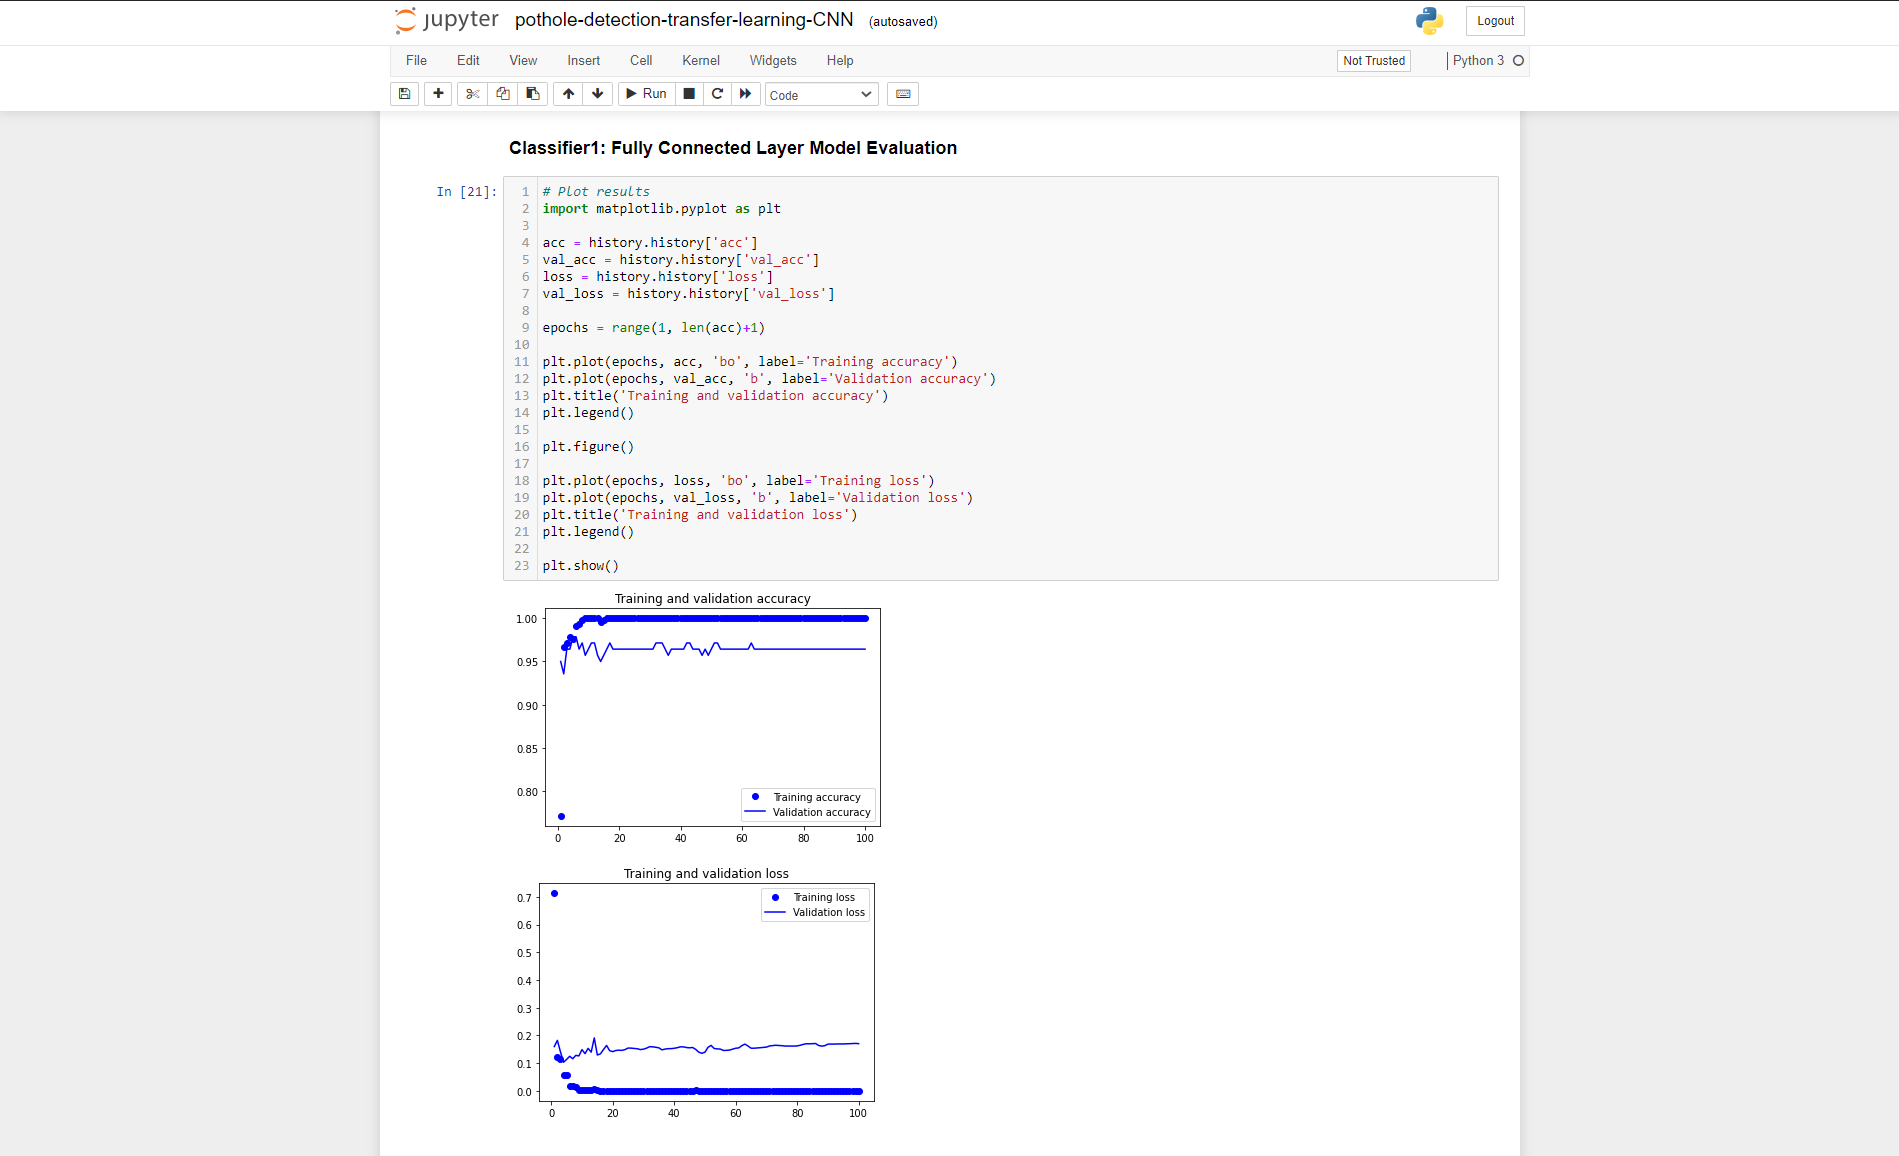 jupyter pothole-detection-transfer-learning-CNN (autosaved) Logout
File Edit View Insert Cell Kernel Widgets Help Not Trusted Python 3
Run Code
Classifier1: Fully Connected Layer Model Evaluation
In [21]:
1 # Plot results
2 import matplotlib.pyplot as plt
3
4 acc = history.history['acc']
5 val_acc = history.history['val_acc']
6 loss = history.history['loss']
7 val_loss = history.history['val_loss']
8
9 epochs = range(1, len(acc)+1)
10
11 plt.plot(epochs, acc, 'bo', label='Training accuracy')
12 plt.plot(epochs, val_acc, 'b', label='Validation accuracy')
13 plt.title('Training and validation accuracy')
14 plt.legend()
15
16 plt.figure()
17
18 plt.plot(epochs, loss, 'bo', label='Training loss')
19 plt.plot(epochs, val_loss, 'b', label='Validation loss')
20 plt.title('Training and validation loss')
21 plt.legend()
22
23 plt.show()
Training and validation accuracy
1.00
0.95
0.90
0.85
0.80
Training accuracy
Validation accuracy
0 20 40 60 80 100
Training and validation loss
0.7
0.6
0.5
0.4
0.3
0.2
0.1
0.0
Training loss
Validation loss
0 20 40 60 80 100